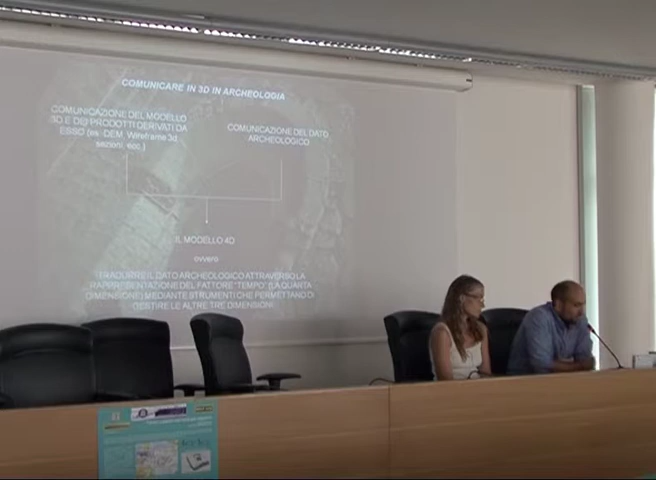 COMUNICARE IN 3D IN ARCHEOLOGIA
COMUNICAZIONE DEL MODELLO
3D E DEI PRODOTTI DERIVATI DA
ESSO (es. DEM, Wireframe 3d,
sezioni, ecc.)
COMUNICAZIONE DEL DATO
ARCHEOLOGICO
IL MODELLO 4D
ovvero
TRADURRE IL DATO ARCHEOLOGICO ATTRAVERSO LA
RAPPRESENTAZIONE DEL FATTORE "TEMPO" (LA QUARTA
DIMENSIONE) MEDIANTE STRUMENTI CHE PERMETTANO DI
GESTIRE LE ALTRE TRE DIMENSIONI